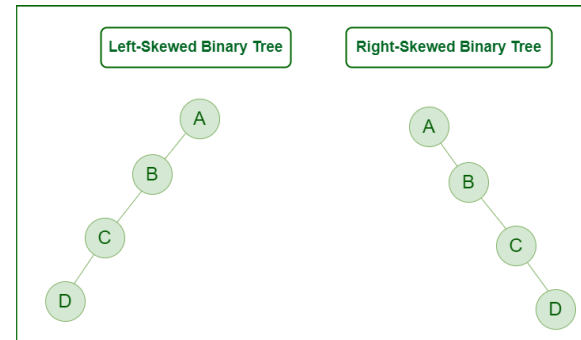 Left-Skewed Binary Tree
Right-Skewed Binary Tree
A
B
C
D
A
B
C
D